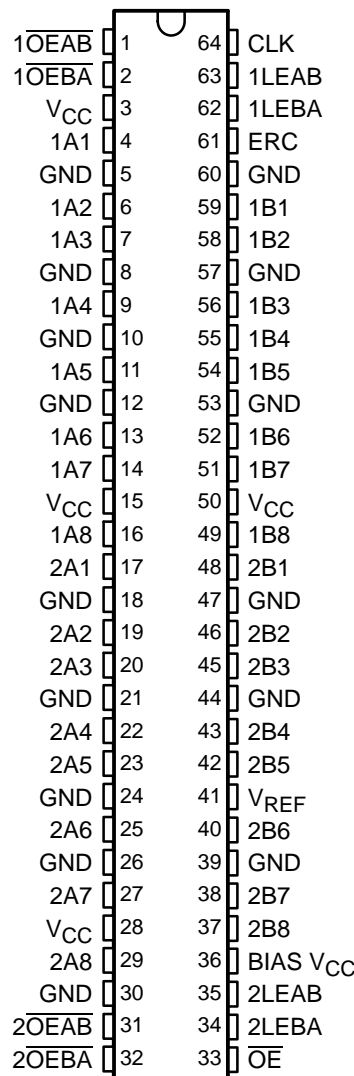 1O̅E̅A̅B̅ 1 64 CLK
1O̅E̅B̅A̅ 2 63 1LEAB
VCC 3 62 1LEBA
1A1 4 61 ERC
GND 5 60 GND
1A2 6 59 1B1
1A3 7 58 1B2
GND 8 57 GND
1A4 9 56 1B3
GND 10 55 1B4
1A5 11 54 1B5
GND 12 53 GND
1A6 13 52 1B6
1A7 14 51 1B7
VCC 15 50 VCC
1A8 16 49 1B8
2A1 17 48 2B1
GND 18 47 GND
2A2 19 46 2B2
2A3 20 45 2B3
GND 21 44 GND
2A4 22 43 2B4
2A5 23 42 2B5
GND 24 41 VREF
2A6 25 40 2B6
GND 26 39 GND
2A7 27 38 2B7
VCC 28 37 2B8
2A8 29 36 BIAS VCC
GND 30 35 2LEAB
2O̅E̅A̅B̅ 31 34 2LEBA
2O̅E̅B̅A̅ 32 33 O̅E̅